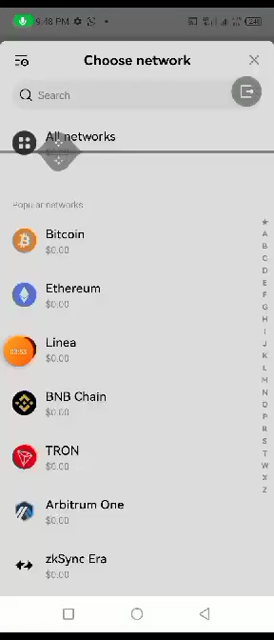 9:48 PM
Choose network
Search
All networks
Popular networks
Bitcoin
$0.00
Ethereum
$0.00
Linea
$0.00
BNB Chain
$0.00
TRON
$0.00
Arbitrum One
$0.00
zkSync Era
$0.00
A
B
C
D
E
F
G
H
I
J
K
L
M
N
O
P
R
S
T
W
X
Z